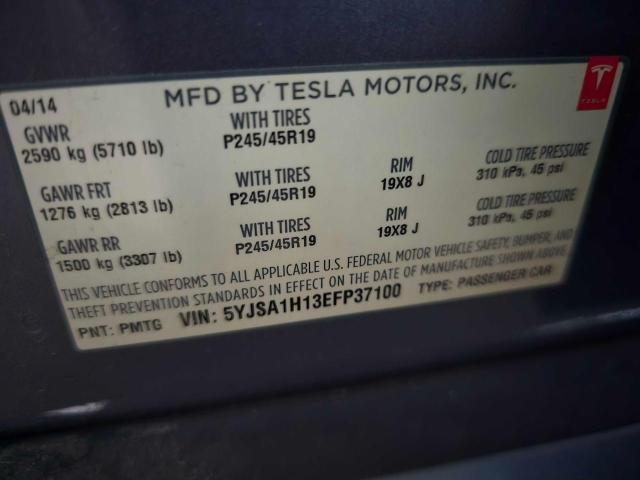 04/14 MFD BY TESLA MOTORS, INC.
TESLA
GVWR WITH TIRES
2590 kg (5710 lb) P245/45R19
GAWR FRT WITH TIRES RIM COLD TIRE PRESSURE
1276 kg (2813 lb) P245/45R19 19X8 J 310 kPa, 45 psi
GAWR RR WITH TIRES RIM COLD TIRE PRESSURE
1500 kg (3307 lb) P245/45R19 19X8 J 310 kPa, 45 psi
THIS VEHICLE CONFORMS TO ALL APPLICABLE U.S. FEDERAL MOTOR VEHICLE SAFETY, BUMPER, AND
THEFT PREVENTION STANDARDS IN EFFECT ON THE DATE OF MANUFACTURE SHOWN ABOVE.
PNT: PMTG VIN: 5YJSA1H13EFP37100 TYPE: PASSENGER CAR